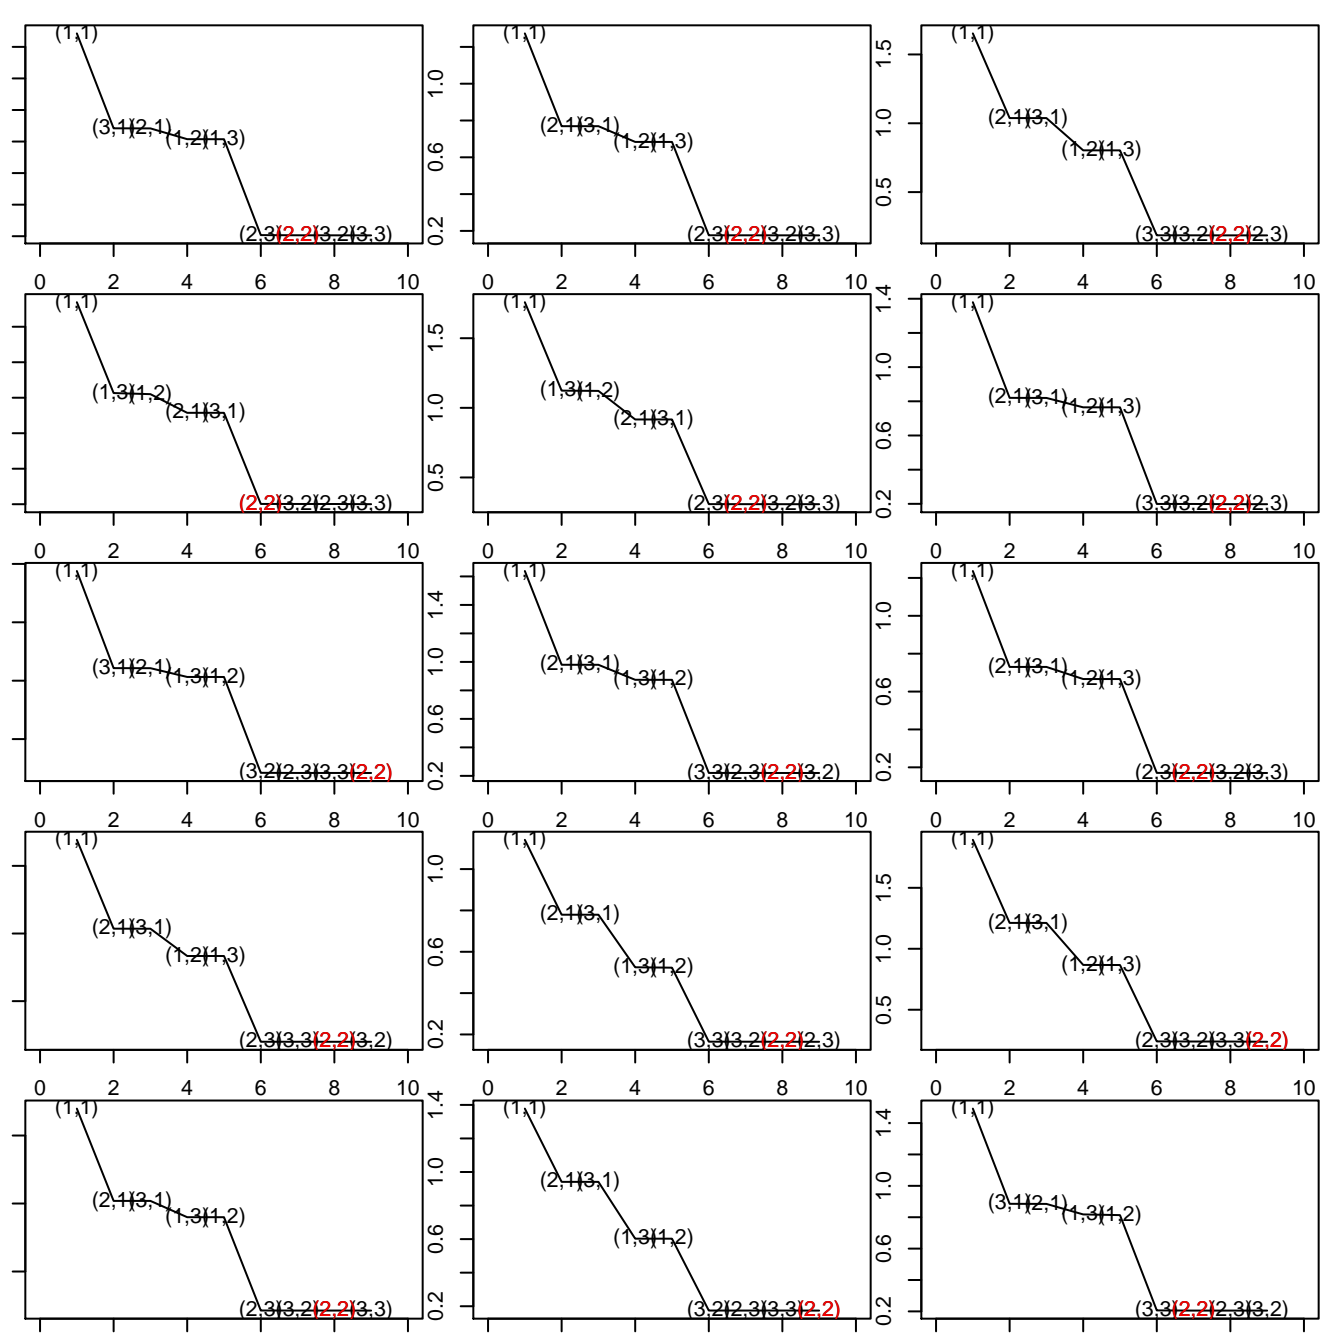 (1,1) (1,1) (1,1)
(3,1) (2,1) (1,2) (1,3) 1.0 0.6 0.2 (2,1) (3,1) (1,2) (1,3) 1.5 1.0 0.5 (2,1) (3,1) (1,2) (1,3)
(2,3) (2,2) (3,2) (3,3) (2,3) (2,2) (3,2) (3,3) (3,3) (3,2) (2,2) (2,3)
0 2 4 6 8 10 0 2 4 6 8 10 0 2 4 6 8 10
(1,1) (1,1) (1,1)
(1,3) (1,2) (2,1) (3,1) 1.5 1.0 0.5 (1,3) (1,2) (2,1) (3,1) 1.4 1.0 0.6 0.2 (2,1) (3,1) (1,2) (1,3)
(2,2) (3,2) (2,3) (3,3) (2,3) (2,2) (3,2) (3,3) (3,3) (3,2) (2,2) (2,3)
0 2 4 6 8 10 0 2 4 6 8 10 0 2 4 6 8 10
(1,1) (1,1) (1,1)
(3,1) (2,1) (1,3) (1,2) 1.4 1.0 0.6 0.2 (2,1) (3,1) (1,3) (1,2) 1.0 0.6 0.2 (2,1) (3,1) (1,2) (1,3)
(3,2) (2,3) (3,3) (2,2) (3,3) (2,3) (2,2) (3,2) (2,3) (2,2) (3,2) (3,3)
0 2 4 6 8 10 0 2 4 6 8 10 0 2 4 6 8 10
(1,1) (1,1) (1,1)
(2,1) (3,1) (1,2) (1,3) 1.0 0.6 0.2 (2,1) (3,1) (1,3) (1,2) 1.5 1.0 0.5 (2,1) (3,1) (1,2) (1,3)
(2,3) (3,3) (2,2) (3,2) (3,3) (3,2) (2,2) (2,3) (2,3) (3,2) (3,3) (2,2)
0 2 4 6 8 10 0 2 4 6 8 10 0 2 4 6 8 10
(1,1) (1,1) (1,1)
(2,1) (3,1) (1,3) (1,2) 1.4 1.0 0.6 0.2 (2,1) (3,1) (1,3) (1,2) 1.4 1.0 0.6 0.2 (3,1) (2,1) (1,3) (1,2)
(2,3) (3,2) (2,2) (3,3) (3,2) (2,3) (3,3) (2,2) (3,3) (2,2) (2,3) (3,2)